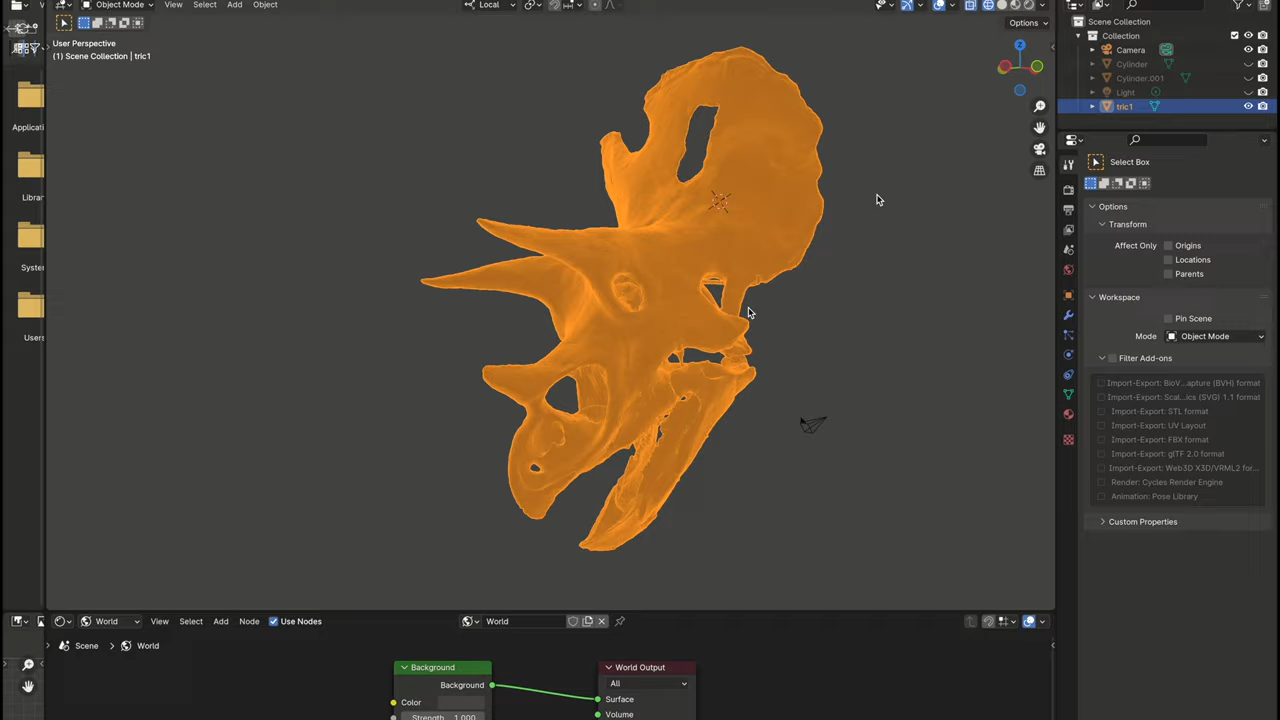 Object Mode
View
Select
Add
Object
Local
Options
User Perspective
(1) Scene Collection | tric1
Z
Applicati
Librar
Syste
Users
Scene Collection
Collection
Camera
Cylinder
Cylinder.001
Light
tric1
Select Box
Options
Transform
Affect Only
Origins
Locations
Parents
Workspace
Pin Scene
Mode
Object Mode
Filter Add-ons
Import-Export: BioV...apture (BVH) format
Import-Export: Scal...ics (SVG) 1.1 format
Import-Export: STL format
Import-Export: UV Layout
Import-Export: FBX format
Import-Export: glTF 2.0 format
Import-Export: Web3D X3D/VRML2 for...
Render: Cycles Render Engine
Animation: Pose Library
Custom Properties
World
View
Select
Add
Node
Use Nodes
World
Scene > World
Background
Background
Color
Strength 1.000
World Output
All
Surface
Volume